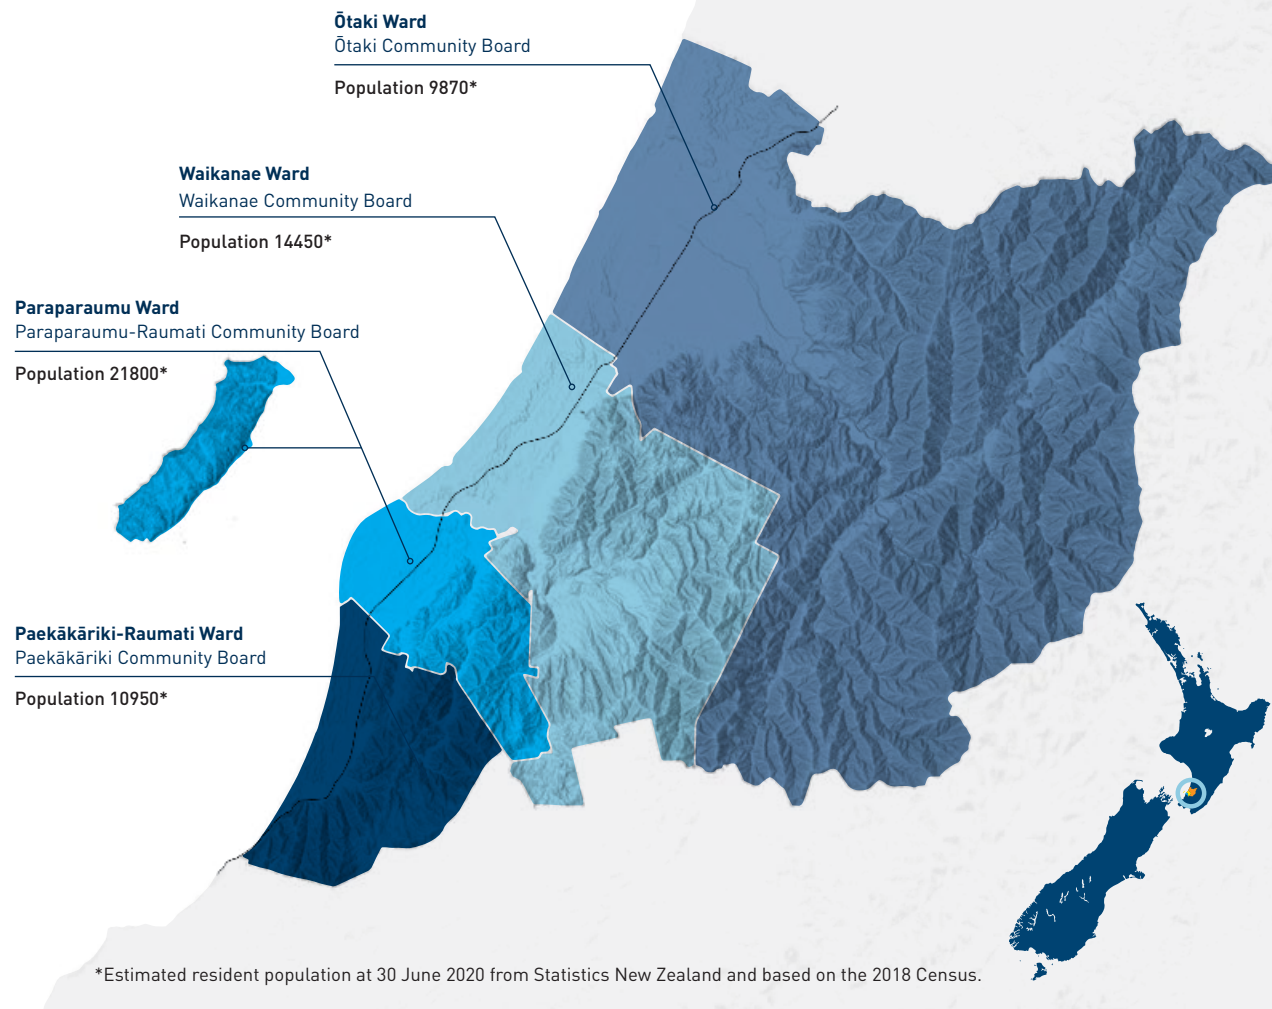 Ōtaki Ward
Ōtaki Community Board
Population 9870*
Waikanae Ward
Waikanae Community Board
Population 14450*
Paraparaumu Ward
Paraparaumu-Raumati Community Board
Population 21800*
Paekākāriki-Raumati Ward
Paekākāriki Community Board
Population 10950*
*Estimated resident population at 30 June 2020 from Statistics New Zealand and based on the 2018 Census.